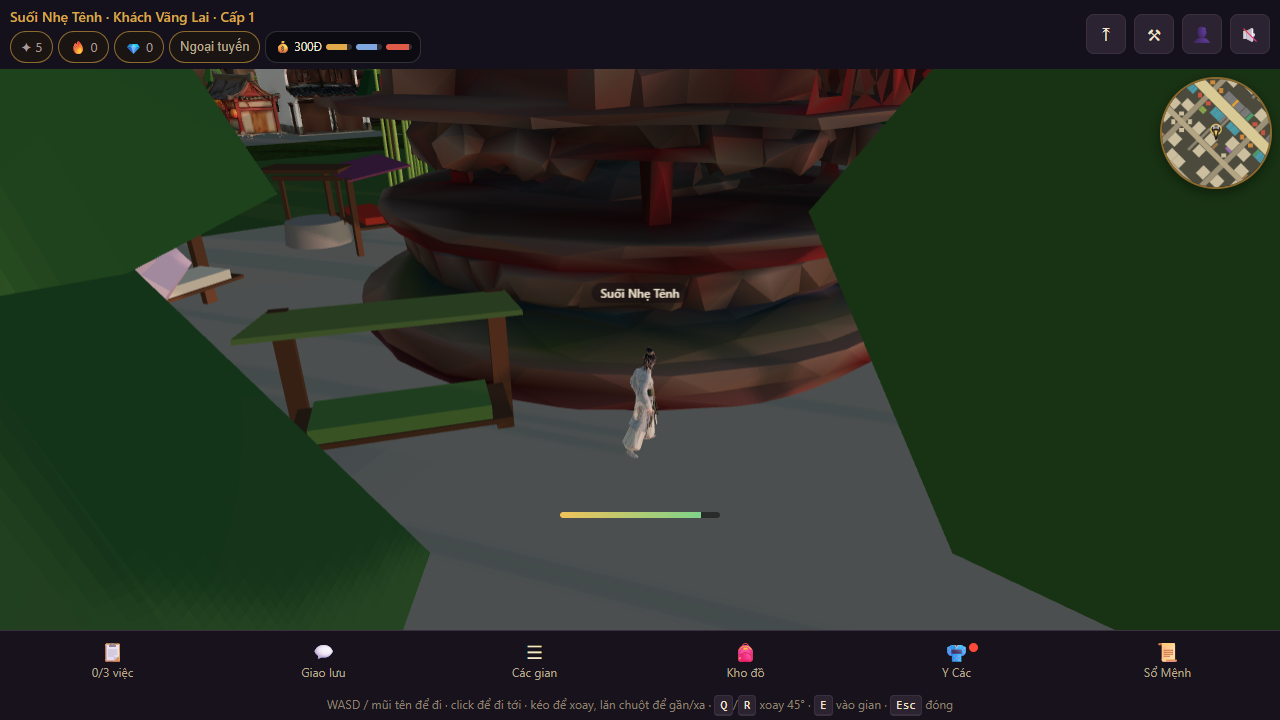 Suối Nhẹ Tênh · Khách Vãng Lai · Cấp 1
5
0
0
Ngoại tuyến
300Đ
Suối Nhẹ Tênh
0/3 việc
Giao lưu
Các gian
Kho đồ
Y Các
Sổ Mệnh
WASD / mũi tên để đi · click để đi tới · kéo để xoay, lăn chuột để gần/xa · Q / R xoay 45° · E vào gian · Esc đóng